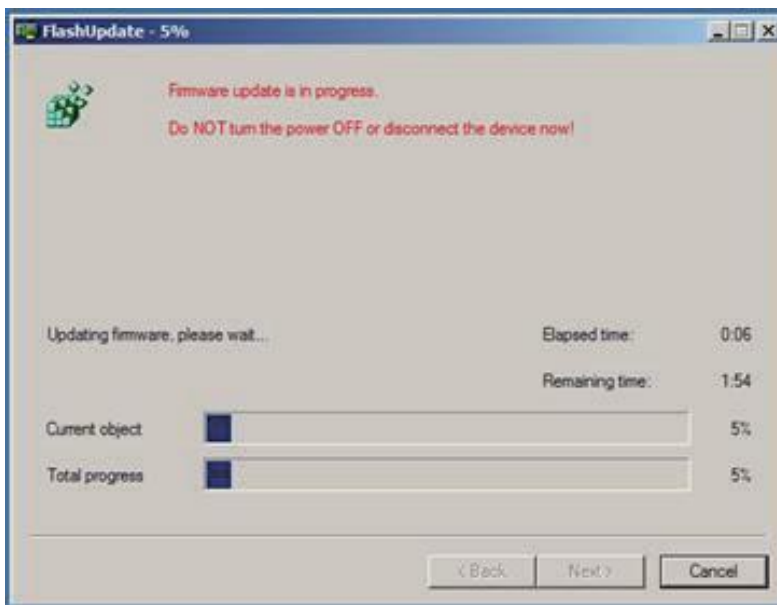 FlashUpdate - 5%
Firmware update is in progress.
Do NOT turn the power OFF or disconnect the device now!
Updating firmware, please wait...
Elapsed time: 0:06
Remaining time: 1:54
Current object 5%
Total progress 5%
< Back Next > Cancel